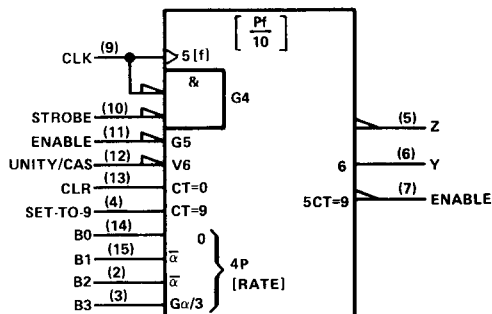 [Pf/10]
CLK (9) 5 [f]
&
G4
STROBE (10)
ENABLE (11) G5
UNITY/CAS (12) V6
CLR (13) CT=0
SET-TO-9 (4) CT=9
B0 (14) 0
B1 (15) α̅
B2 (2) α̅
B3 (3) Gα/3
4P
[RATE]
(5) Z
6 (6) Y
5CT=9 (7) ENABLE